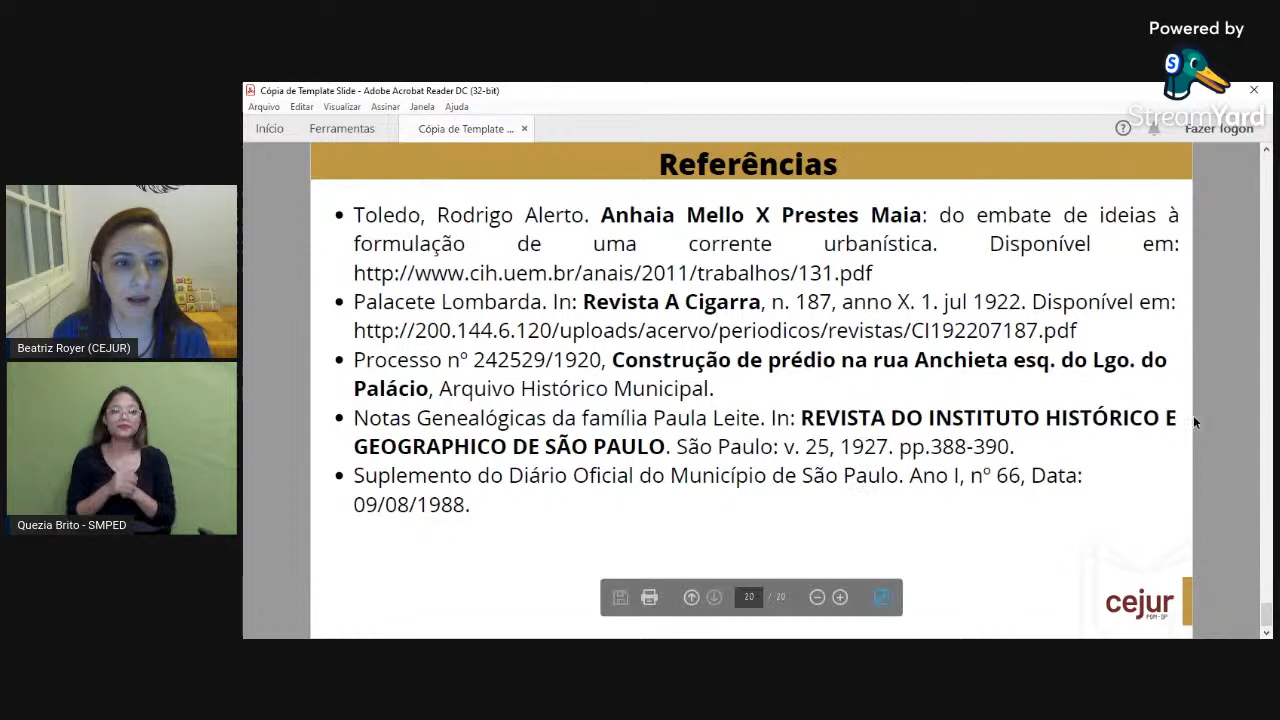 Powered by
StreamYard
Cópia de Template Slide - Adobe Acrobat Reader DC (32-bit)
Arquivo Editar Visualizar Assinar Janela Ajuda
Início Ferramentas Cópia de Template ... Fazer logon
Referências
• Toledo, Rodrigo Alerto. Anhaia Mello X Prestes Maia: do embate de ideias à
formulação de uma corrente urbanística. Disponível em:
http://www.cih.uem.br/anais/2011/trabalhos/131.pdf
• Palacete Lombarda. In: Revista A Cigarra, n. 187, anno X. 1. jul 1922. Disponível em:
http://200.144.6.120/uploads/acervo/periodicos/revistas/CI192207187.pdf
• Processo nº 242529/1920, Construção de prédio na rua Anchieta esq. do Lgo. do
Palácio, Arquivo Histórico Municipal.
• Notas Genealógicas da família Paula Leite. In: REVISTA DO INSTITUTO HISTÓRICO E
GEOGRAPHICO DE SÃO PAULO. São Paulo: v. 25, 1927. pp.388-390.
• Suplemento do Diário Oficial do Município de São Paulo. Ano I, nº 66, Data:
09/08/1988.
20 / 20
cejur
PGM-SP
Beatriz Royer (CEJUR)
Quezia Brito - SMPED